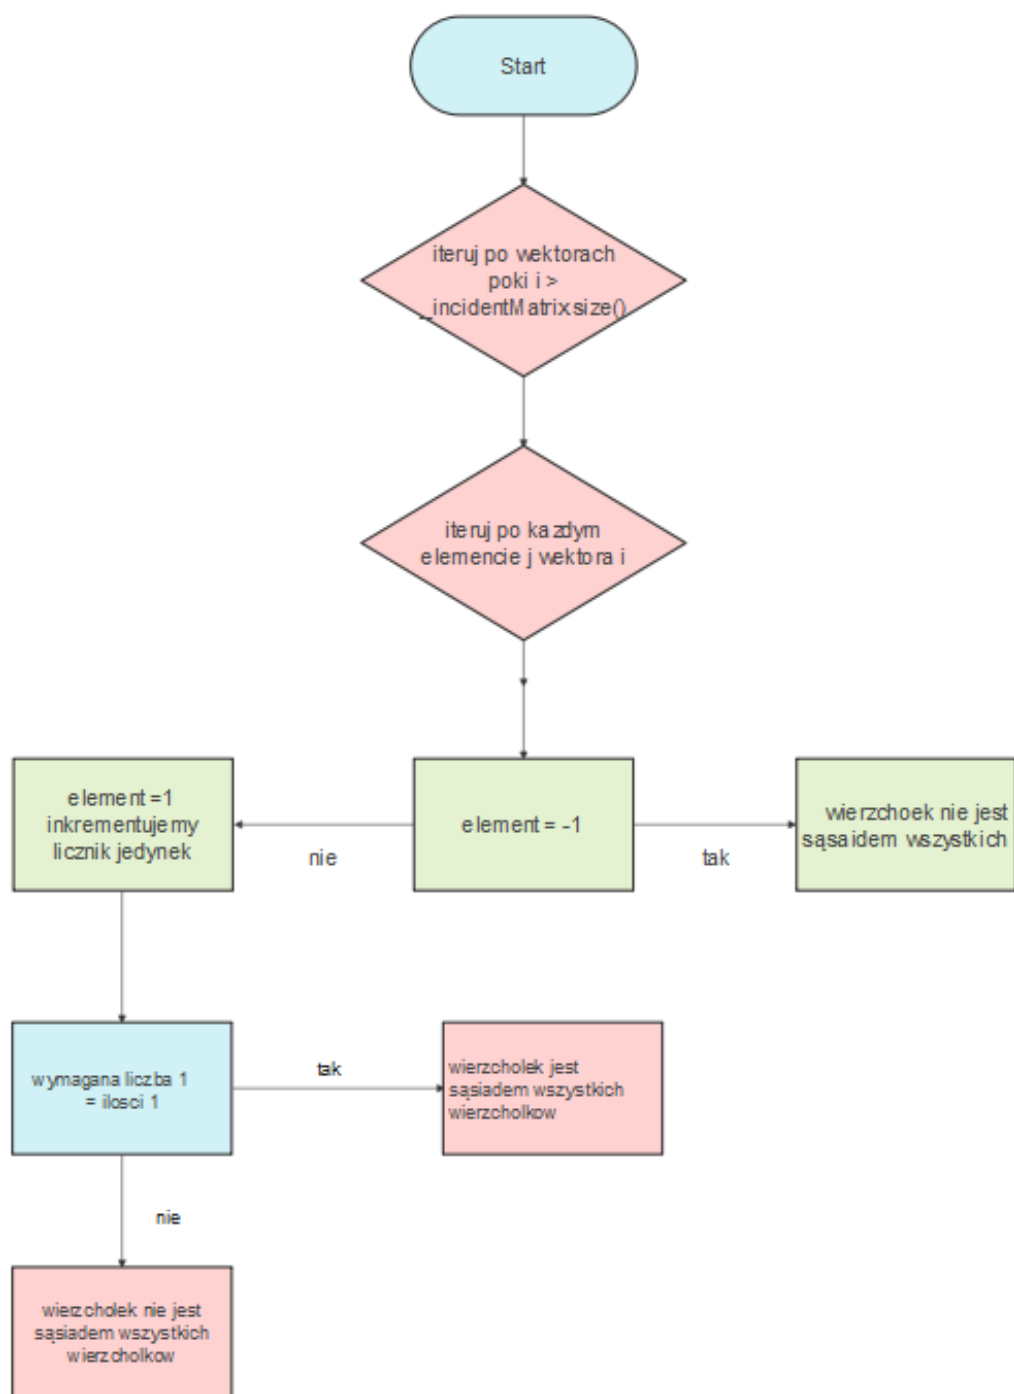 Start
iteruj po wektorach
poki i >
_incidentMatrix.size()
iteruj po kazdym
elemencie j wektora i
element =1
inkrementujemy
licznik jedynek
nie
element = -1
tak
wierzchoek nie jest
sąsaidem wszystkich
wymagana liczba 1
= ilosci 1
tak
wierzcholek jest
sąsiadem wszystkich
wierzcholkow
nie
wierzcholek nie jest
sąsiadem wszystkich
wierzcholkow